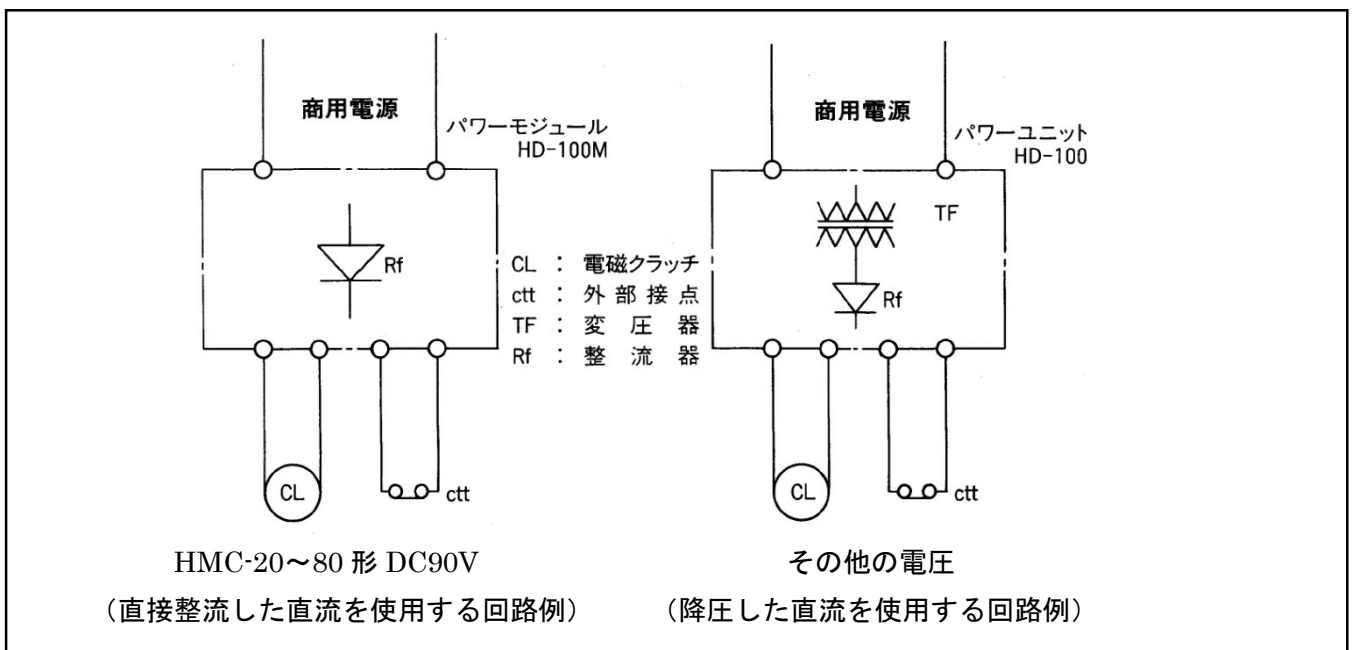 商用電源
パワーモジュール
HD-100M
Rf
CL
ctt
CL : 電磁クラッチ
ctt : 外部接点
TF : 変圧器
Rf : 整流器
商用電源
パワーユニット
HD-100
TF
Rf
CL
ctt
HMC-20～80 形 DC90V
（直接整流した直流を使用する回路例）
その他の電圧
（降圧した直流を使用する回路例）